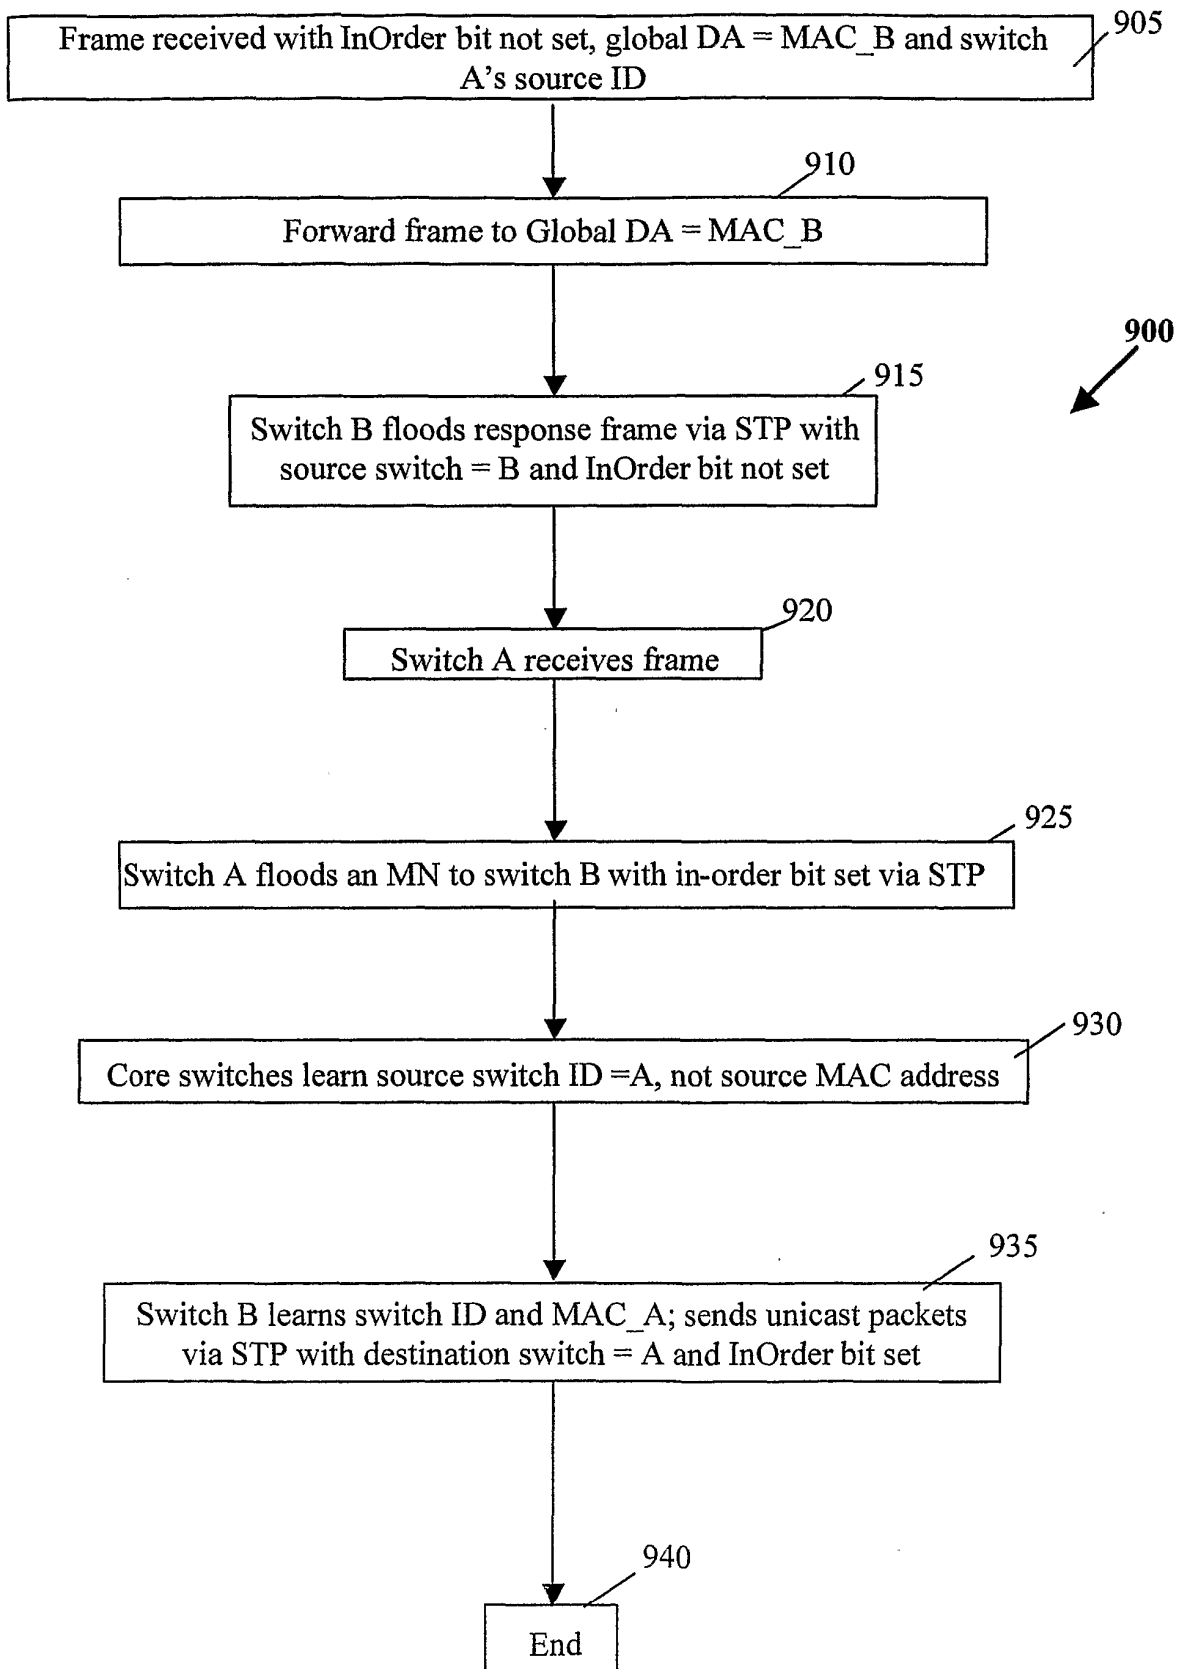 Frame received with InOrder bit not set, global DA = MAC_B and switch
A's source ID
905
910
Forward frame to Global DA = MAC_B
900
915
Switch B floods response frame via STP with
source switch = B and InOrder bit not set
920
Switch A receives frame
925
Switch A floods an MN to switch B with in-order bit set via STP
930
Core switches learn source switch ID =A, not source MAC address
935
Switch B learns switch ID and MAC_A; sends unicast packets
via STP with destination switch = A and InOrder bit set
940
End